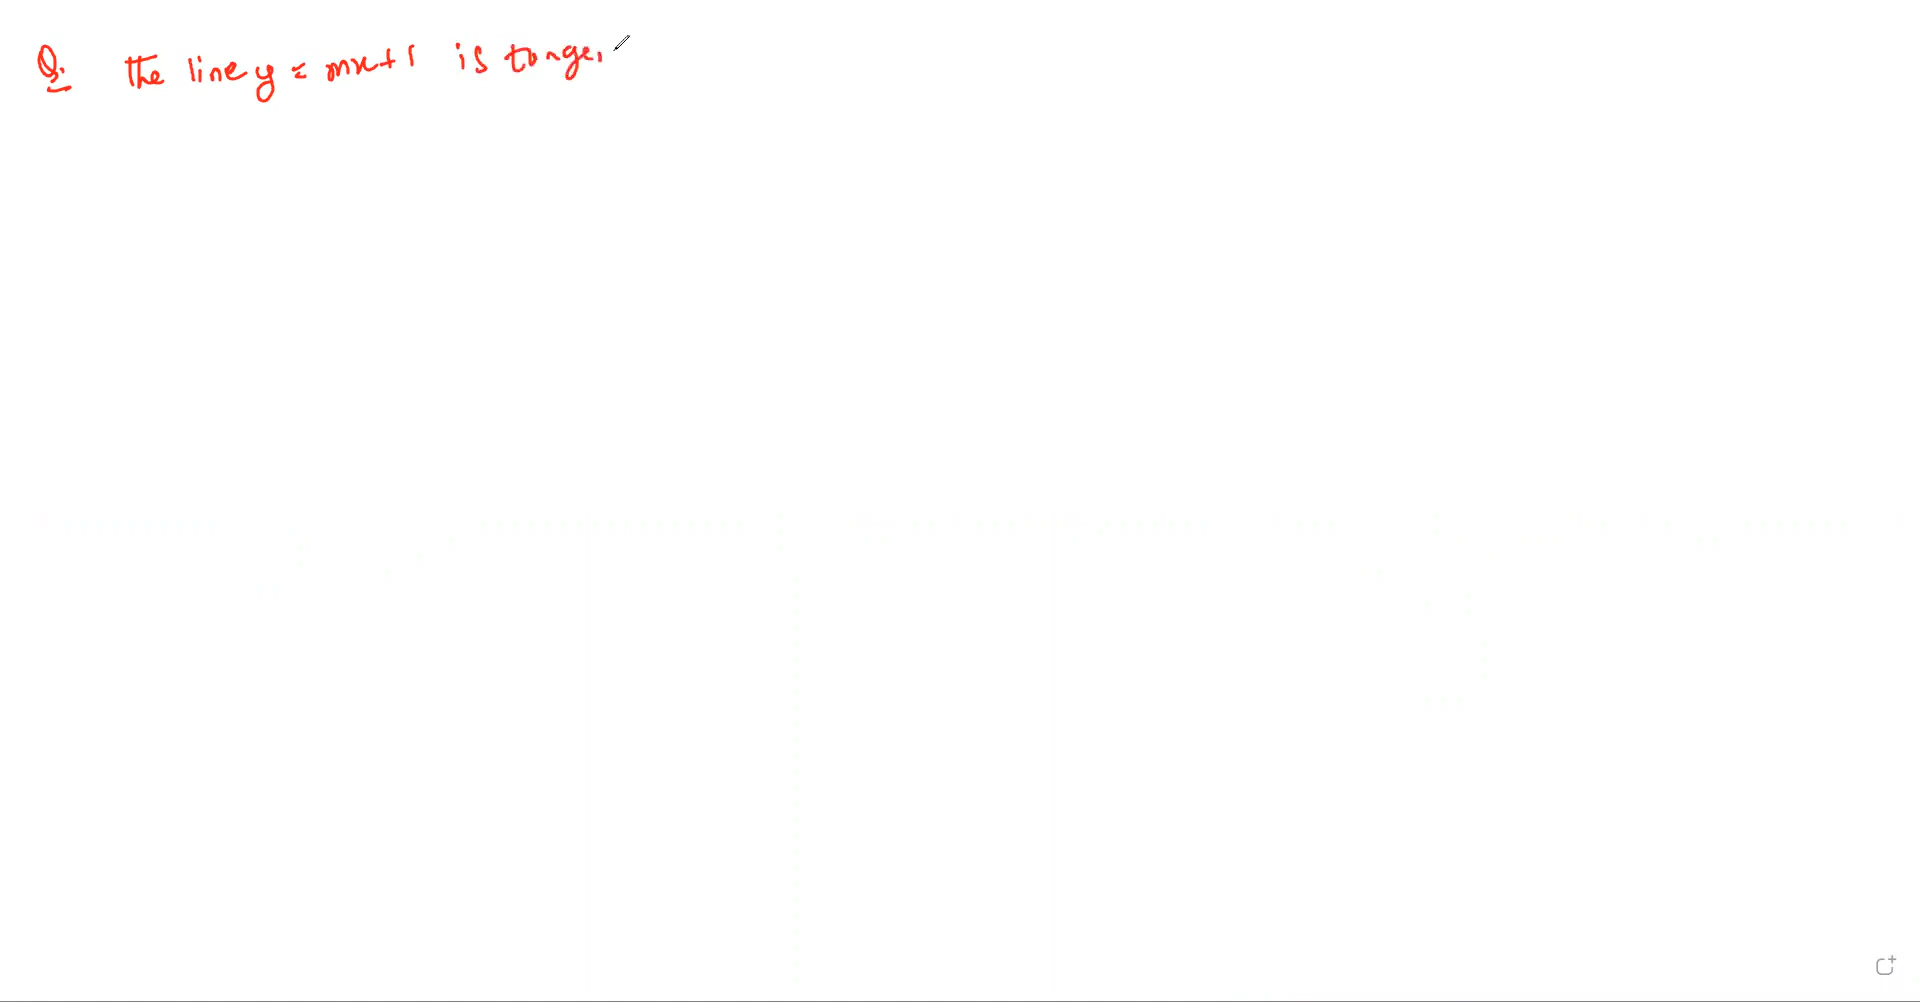 Q. the line y = mx+1 is tange